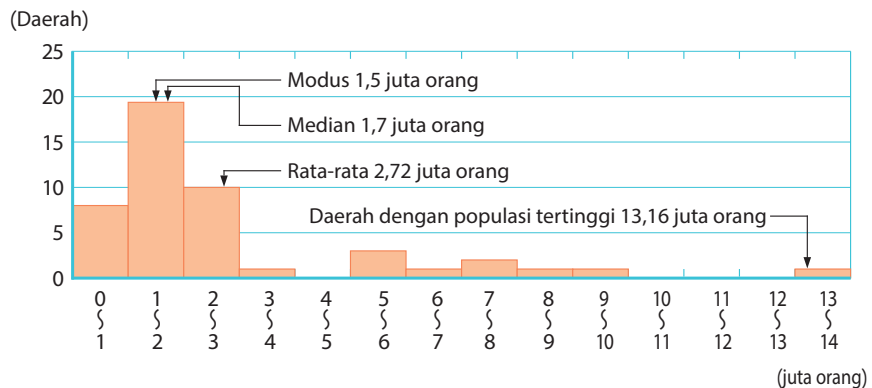 (Daerah)
25
20
15
10
5
0
Modus 1,5 juta orang
Median 1,7 juta orang
Rata-rata 2,72 juta orang
Daerah dengan populasi tertinggi 13,16 juta orang
0 1 2 3 4 5 6 7 8 9 10 11 12 13
~ ~ ~ ~ ~ ~ ~ ~ ~ ~ ~ ~ ~ ~
1 2 3 4 5 6 7 8 9 10 11 12 13 14
(juta orang)